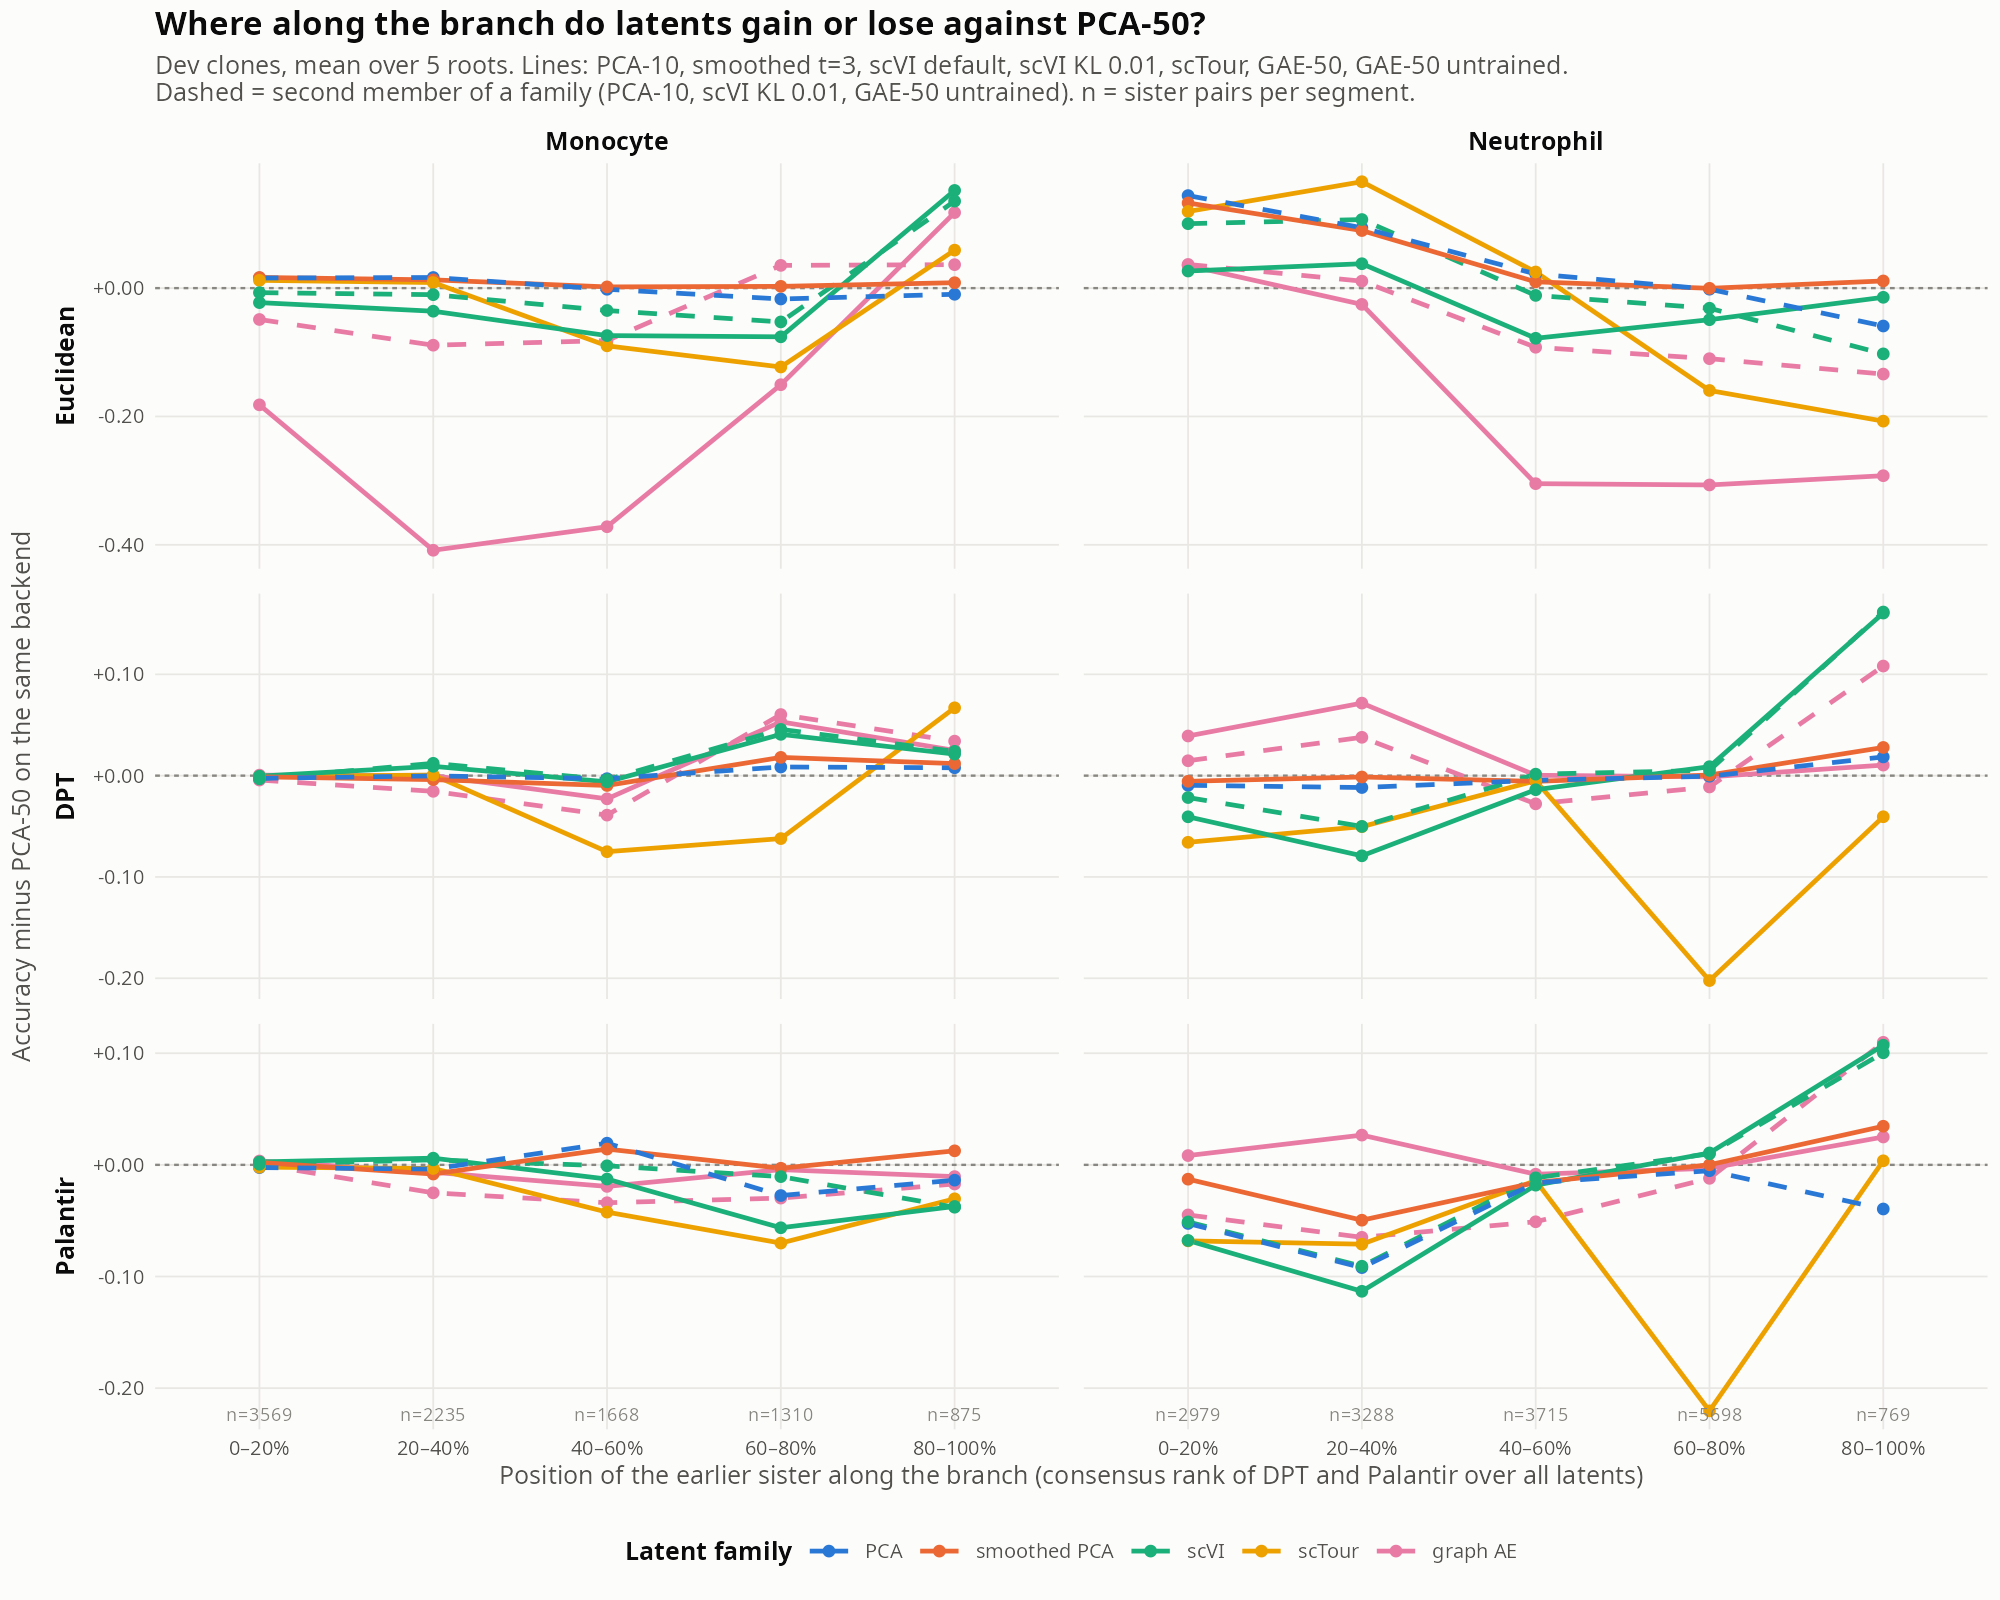 Where along the branch do latents gain or lose against PCA-50?
Dev clones, mean over 5 roots. Lines: PCA-10, smoothed t=3, scVI default, scVI KL 0.01, scTour, GAE-50, GAE-50 untrained.
Dashed = second member of a family (PCA-10, scVI KL 0.01, GAE-50 untrained). n = sister pairs per segment.
Monocyte
Neutrophil
Accuracy minus PCA-50 on the same backend
Euclidean
+0.00
-0.20
-0.40
DPT
+0.10
+0.00
-0.10
-0.20
Palantir
+0.10
+0.00
-0.10
-0.20
n=3569 n=2235 n=1668 n=1310 n=875 n=2979 n=3288 n=3715 n=5698 n=769
0–20% 20–40% 40–60% 60–80% 80–100% 0–20% 20–40% 40–60% 60–80% 80–100%
Position of the earlier sister along the branch (consensus rank of DPT and Palantir over all latents)
Latent family PCA smoothed PCA scVI scTour graph AE